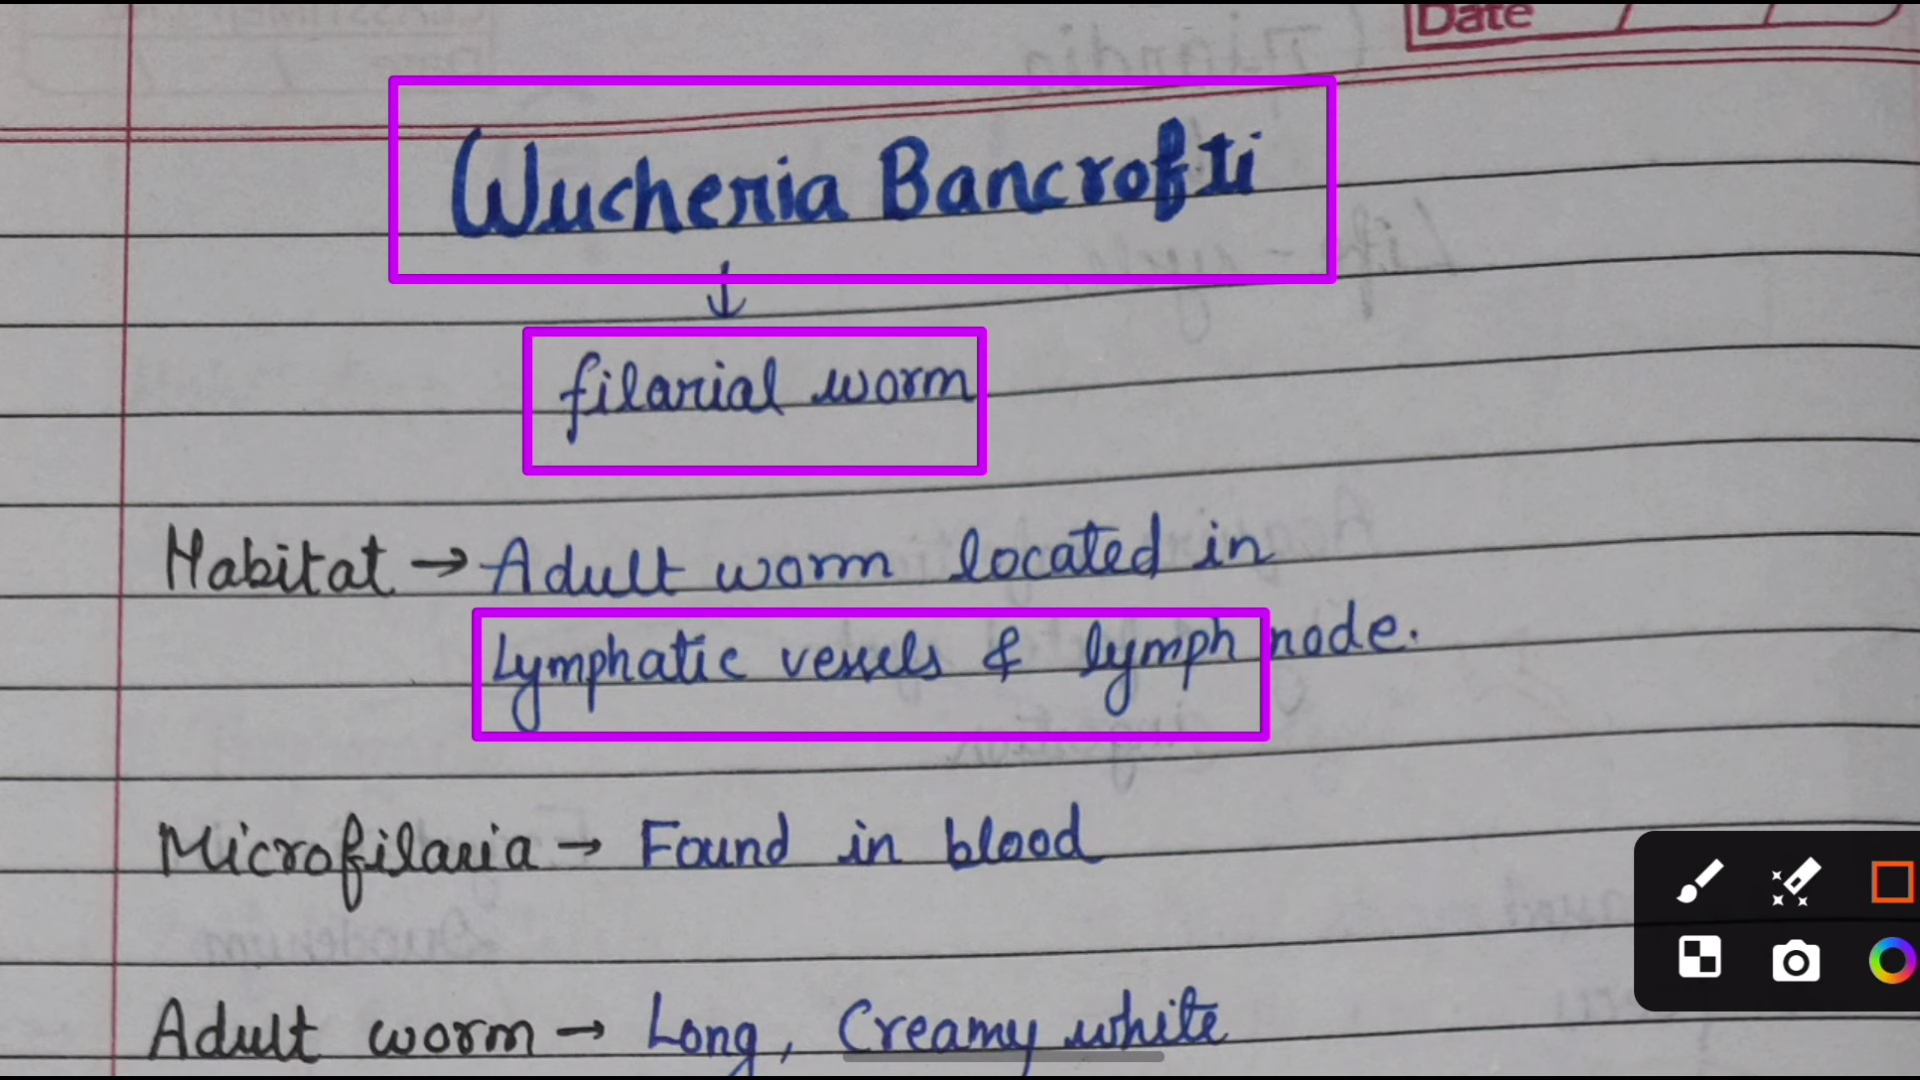 Date / /
Wucheria Bancrofti
↓
filarial worm
Habitat → Adult worm located in
Lymphatic vessels & lymph node.
Microfilaria → Found in blood
Adult worm → Long, Creamy white